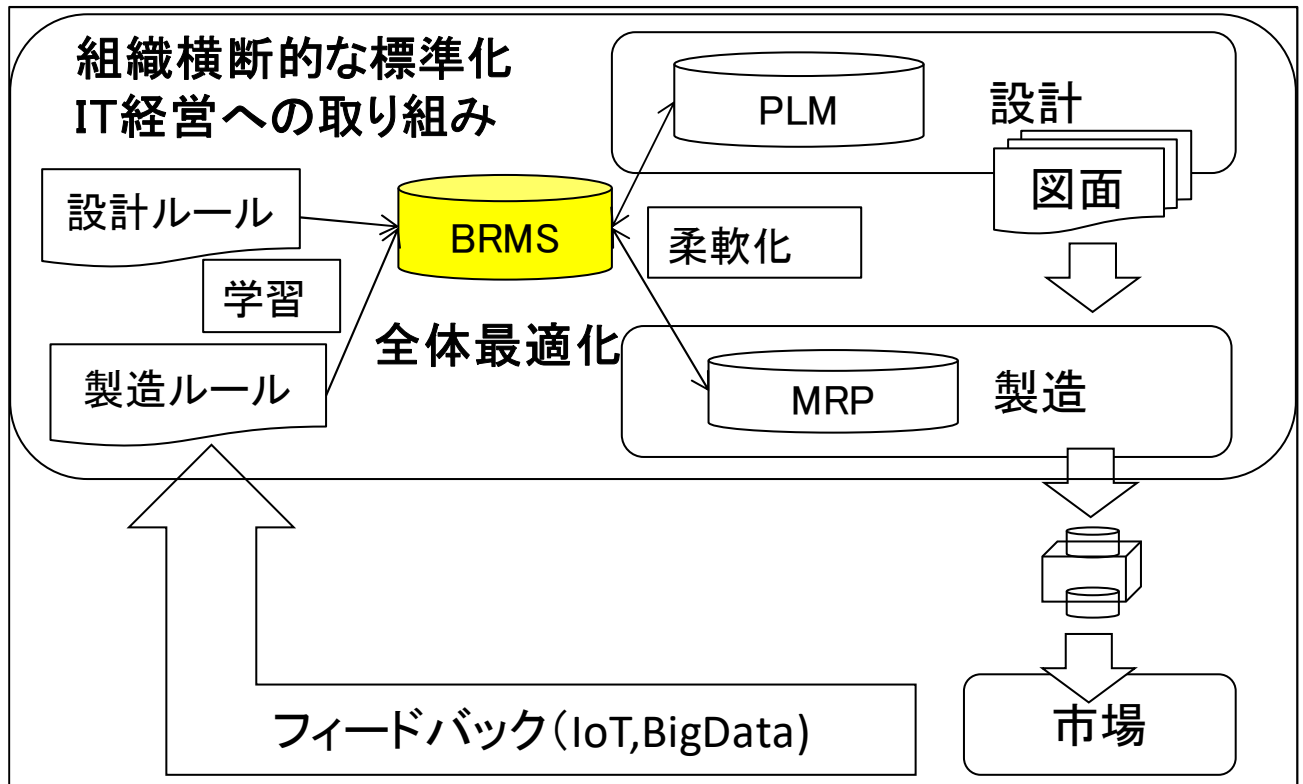 組織横断的な標準化
IT経営への取り組み
PLM
設計
図面
設計ルール
BRMS
柔軟化
学習
全体最適化
製造ルール
MRP
製造
フィードバック（IoT,BigData)
市場